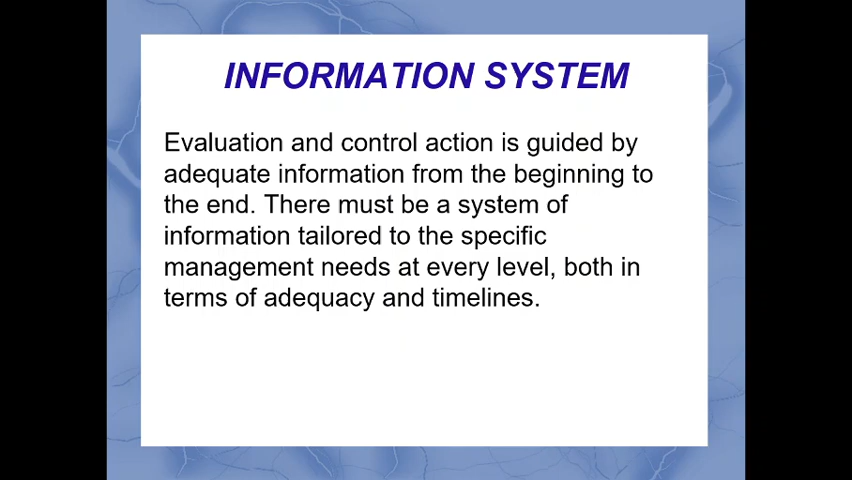 INFORMATION SYSTEM
Evaluation and control action is guided by
adequate information from the beginning to
the end. There must be a system of
information tailored to the specific
management needs at every level, both in
terms of adequacy and timelines.